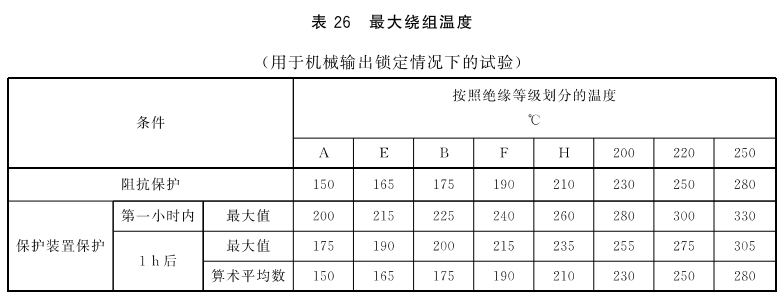 表 26 最大绕组温度
（用于机械输出锁定情况下的试验）
条件
按照绝缘等级划分的温度
℃
A E B F H 200 220 250
阻抗保护 150 165 175 190 210 230 250 280
保护装置保护 第一小时内 最大值 200 215 225 240 260 280 300 330
1 h后 最大值 175 190 200 215 235 255 275 305
算术平均数 150 165 175 190 210 230 250 280